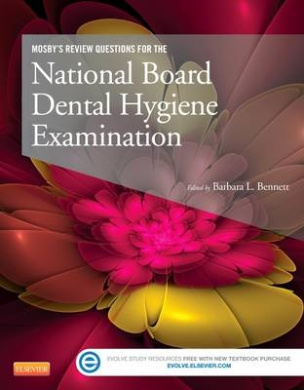 MOSBY'S REVIEW QUESTIONS FOR THE
National Board
Dental Hygiene
Examination
Edited by Barbara L. Bennett
ELSEVIER
EVOLVE STUDY RESOURCES FREE WITH NEW TEXTBOOK PURCHASE
EVOLVE.ELSEVIER.COM